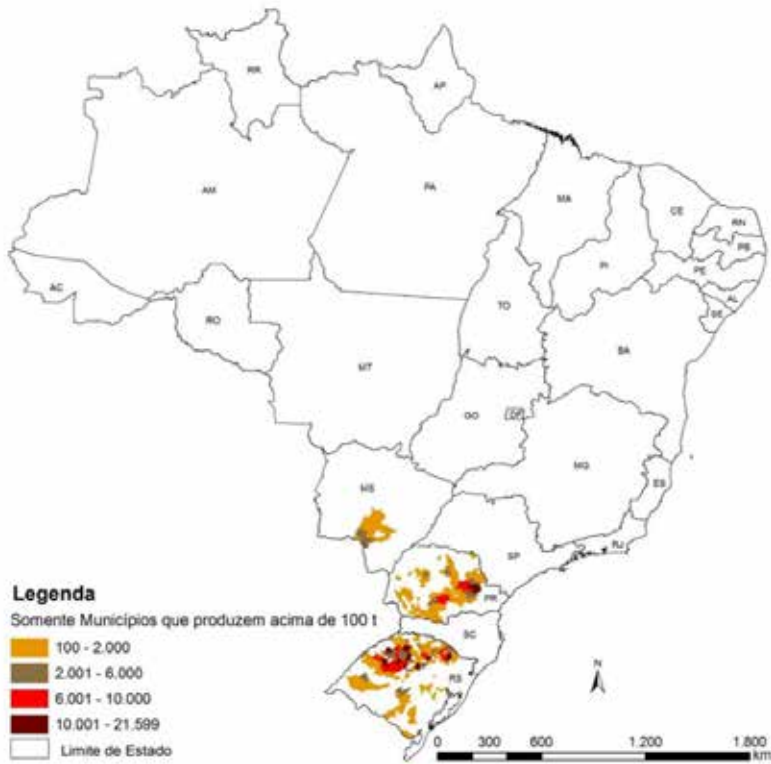 RR
AP
AM
PA
MA
CE
RN
PB
PI
PE
AC
AL
TO
SE
RO
BA
MT
GO
DF
MG
MS
ES
SP
RJ
PR
SC
RS
Legenda
Somente Municípios que produzem acima de 100 t
100 - 2.000
2.001 - 6.000
6.001 - 10.000
10.001 - 21.599
Limite de Estado
N
0 300 600 1.200 1.800
km